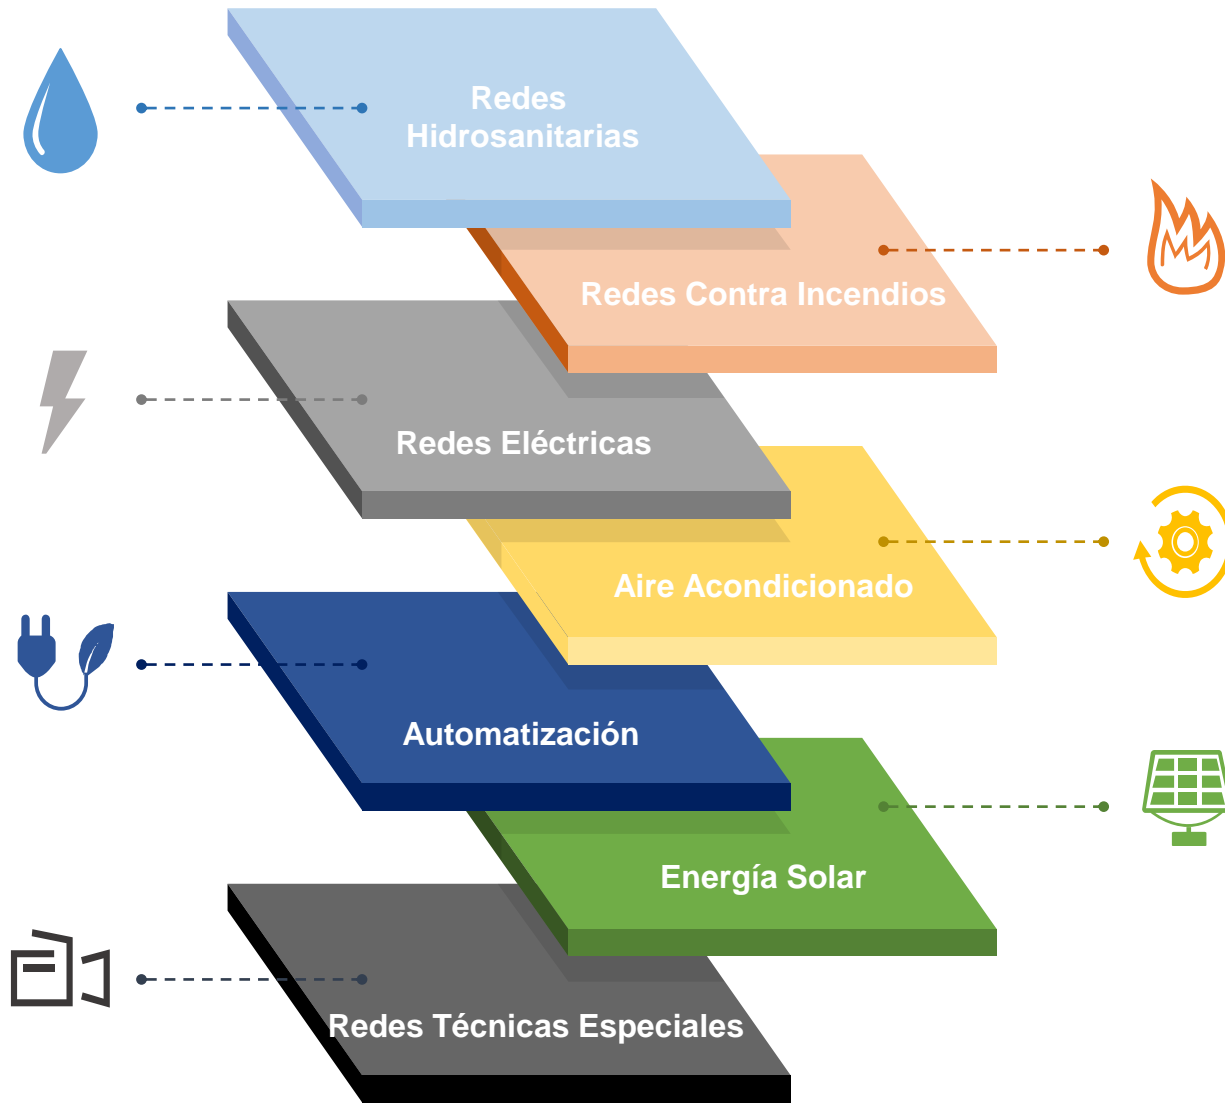 Redes
Hidrosanitarias
Redes Contra Incendios
Redes Eléctricas
Aire Acondicionado
Automatización
Energía Solar
Redes Técnicas Especiales